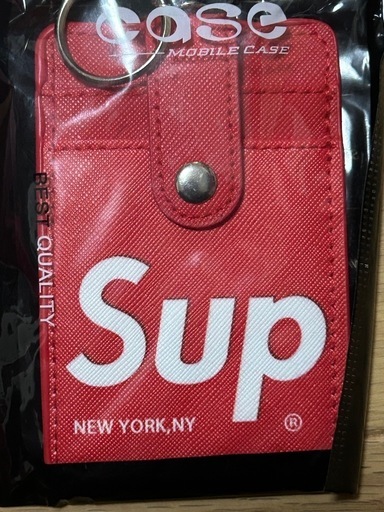 case
MOBILE CASE
BEST QUALITY
Sup
NEW YORK,NY
®